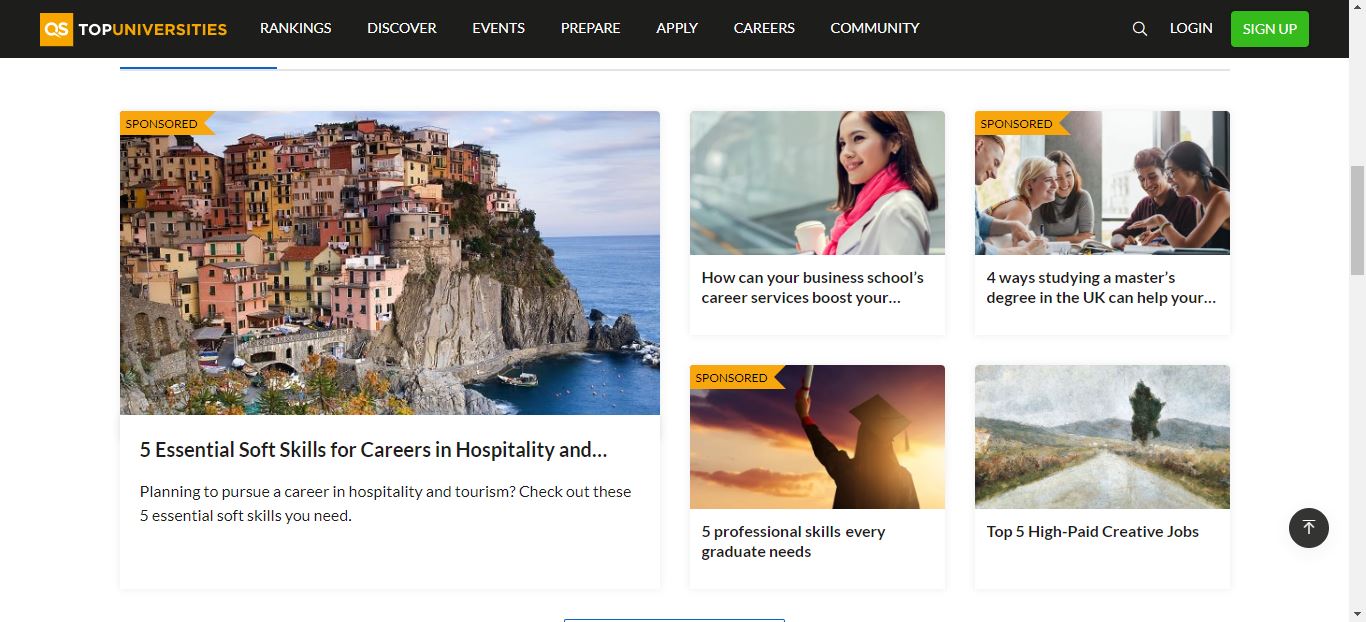 QS TOPUNIVERSITIES
RANKINGS
DISCOVER
EVENTS
PREPARE
APPLY
CAREERS
COMMUNITY
LOGIN
SIGN UP
SPONSORED
5 Essential Soft Skills for Careers in Hospitality and...
Planning to pursue a career in hospitality and tourism? Check out these
5 essential soft skills you need.
How can your business school's
career services boost your...
SPONSORED
4 ways studying a master's
degree in the UK can help your...
SPONSORED
5 professional skills every
graduate needs
Top 5 High-Paid Creative Jobs